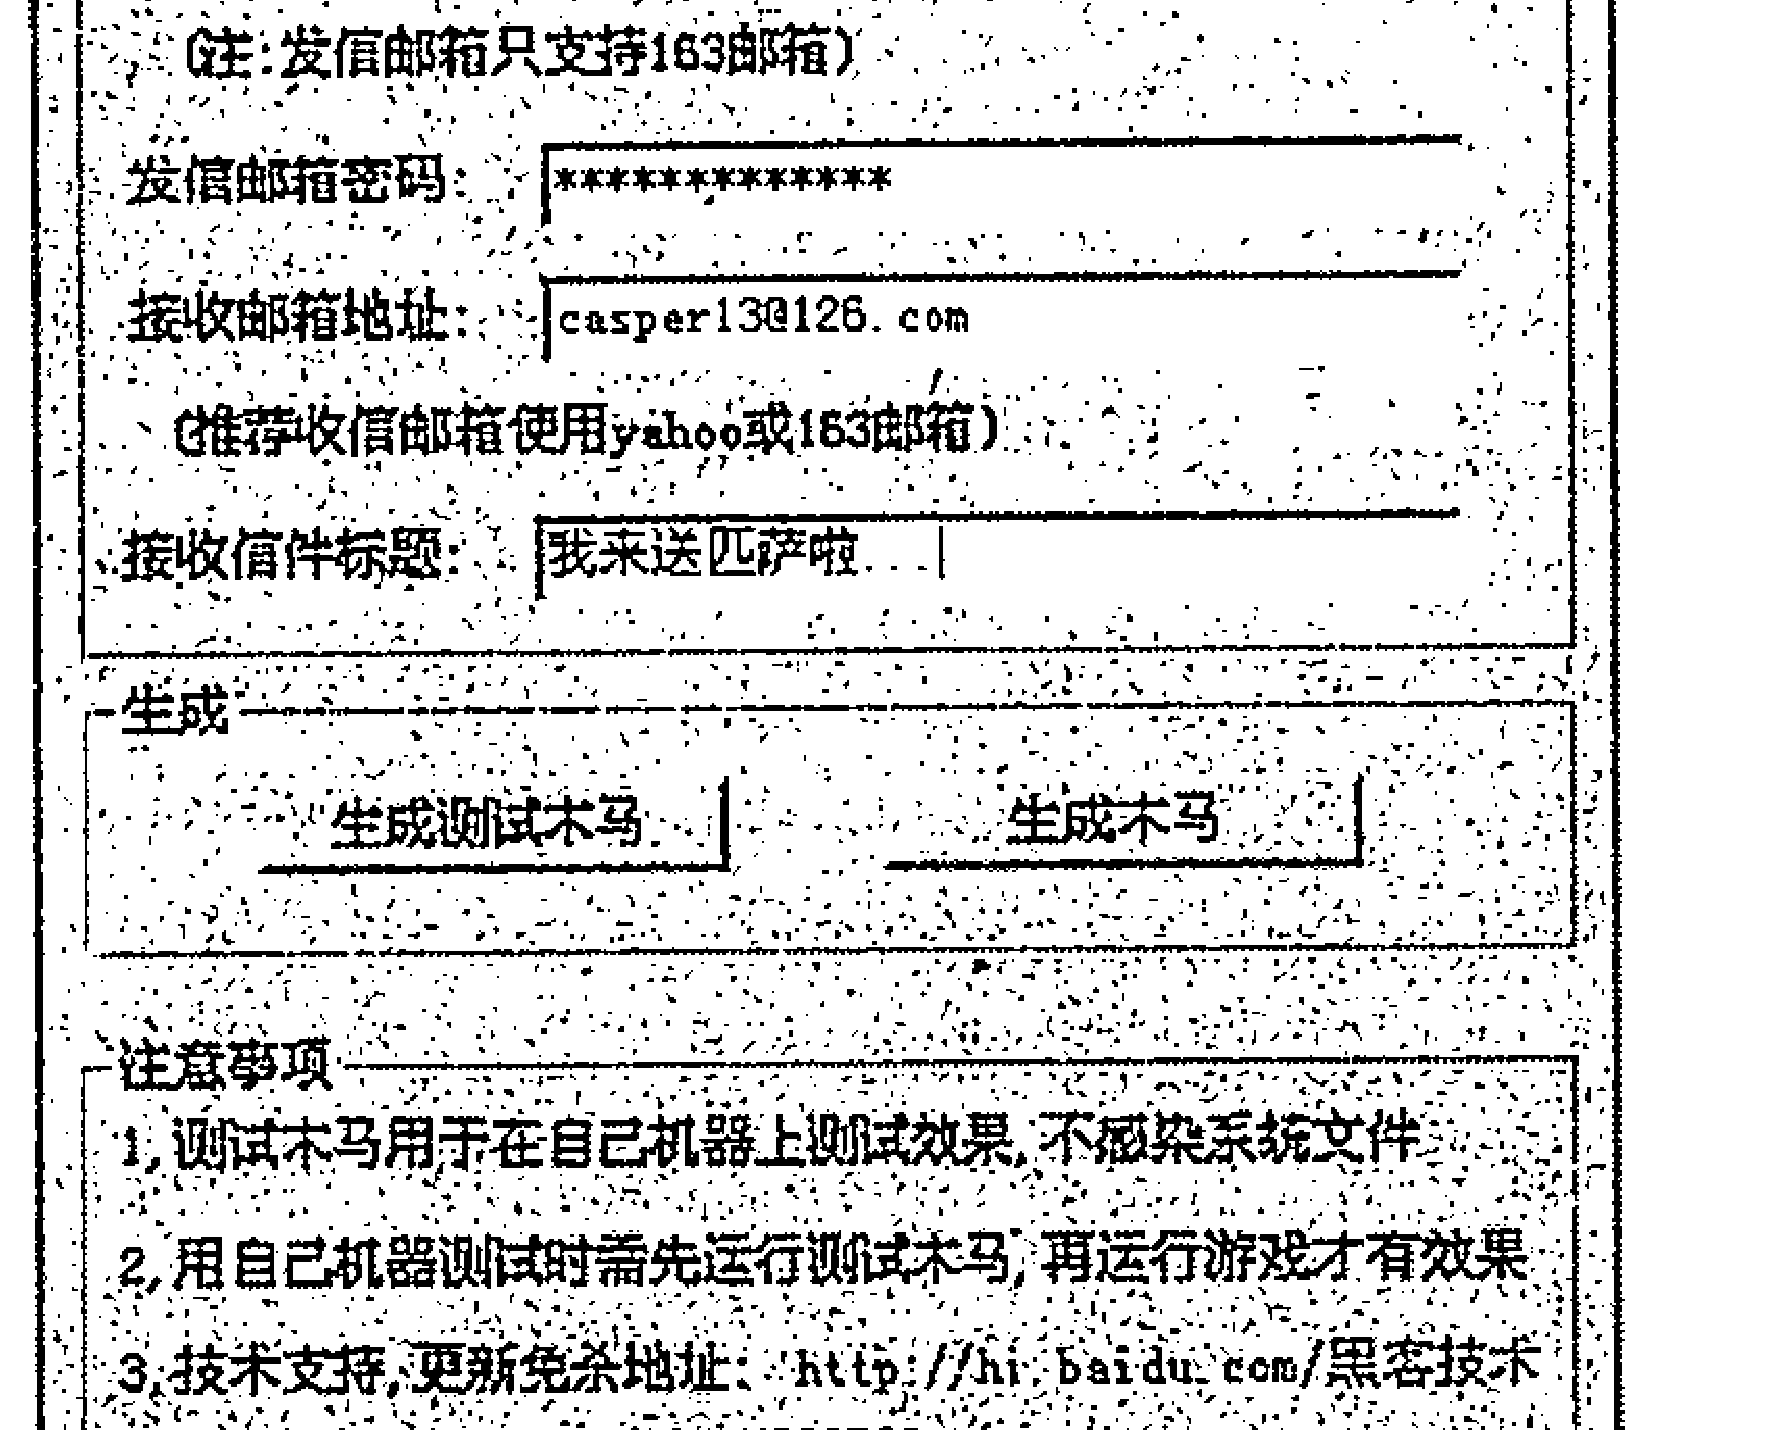 (注:发信邮箱只支持163邮箱)
发信邮箱密码: *************
接收邮箱地址: casper13@126.com
(推荐收信邮箱使用yahoo或163邮箱)
接收信件标题: 我来送匹萨啦...
生成
生成测试木马 生成木马
注意事项
1,测试木马用于在自己机器上测试效果,不感染系统文件
2,用自己机器测试时需先运行测试木马,再运行游戏才有效果
3,技术支持,更新免杀地址: http://hi.baidu.com/黑客技术